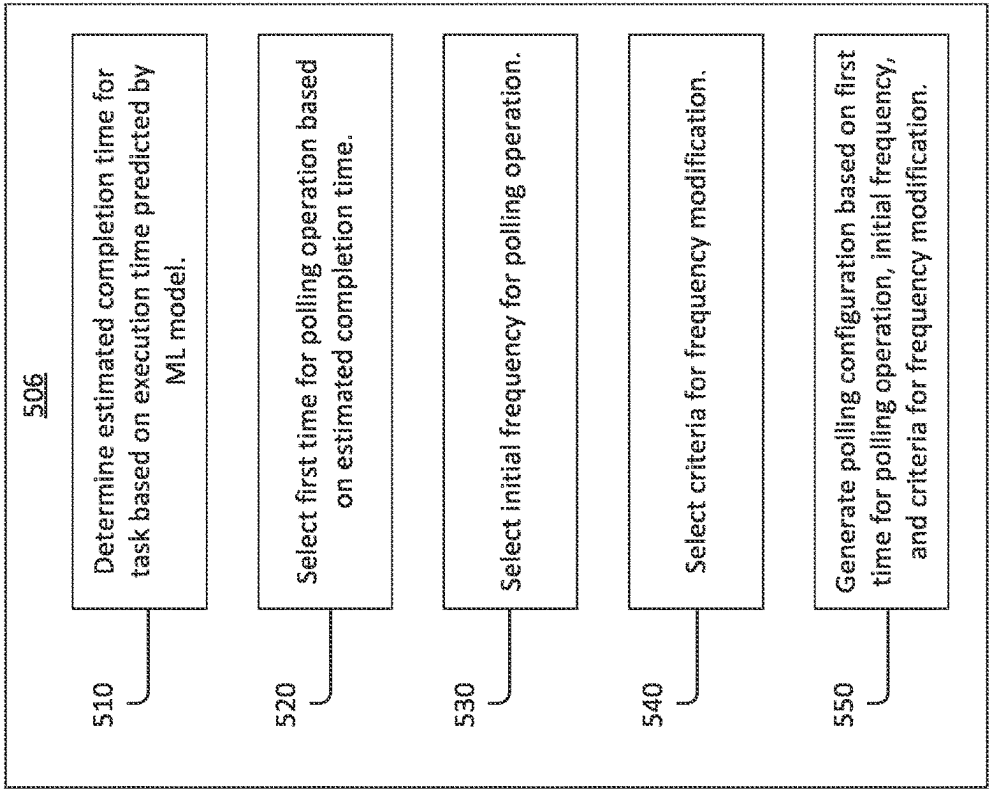 506
510
Determine estimated completion time for
task based on execution time predicted by
ML model.
520
Select first time for polling operation based
on estimated completion time.
530
Select initial frequency for polling operation.
540
Select criteria for frequency modification.
550
Generate polling configuration based on first
time for polling operation, initial frequency,
and criteria for frequency modification.